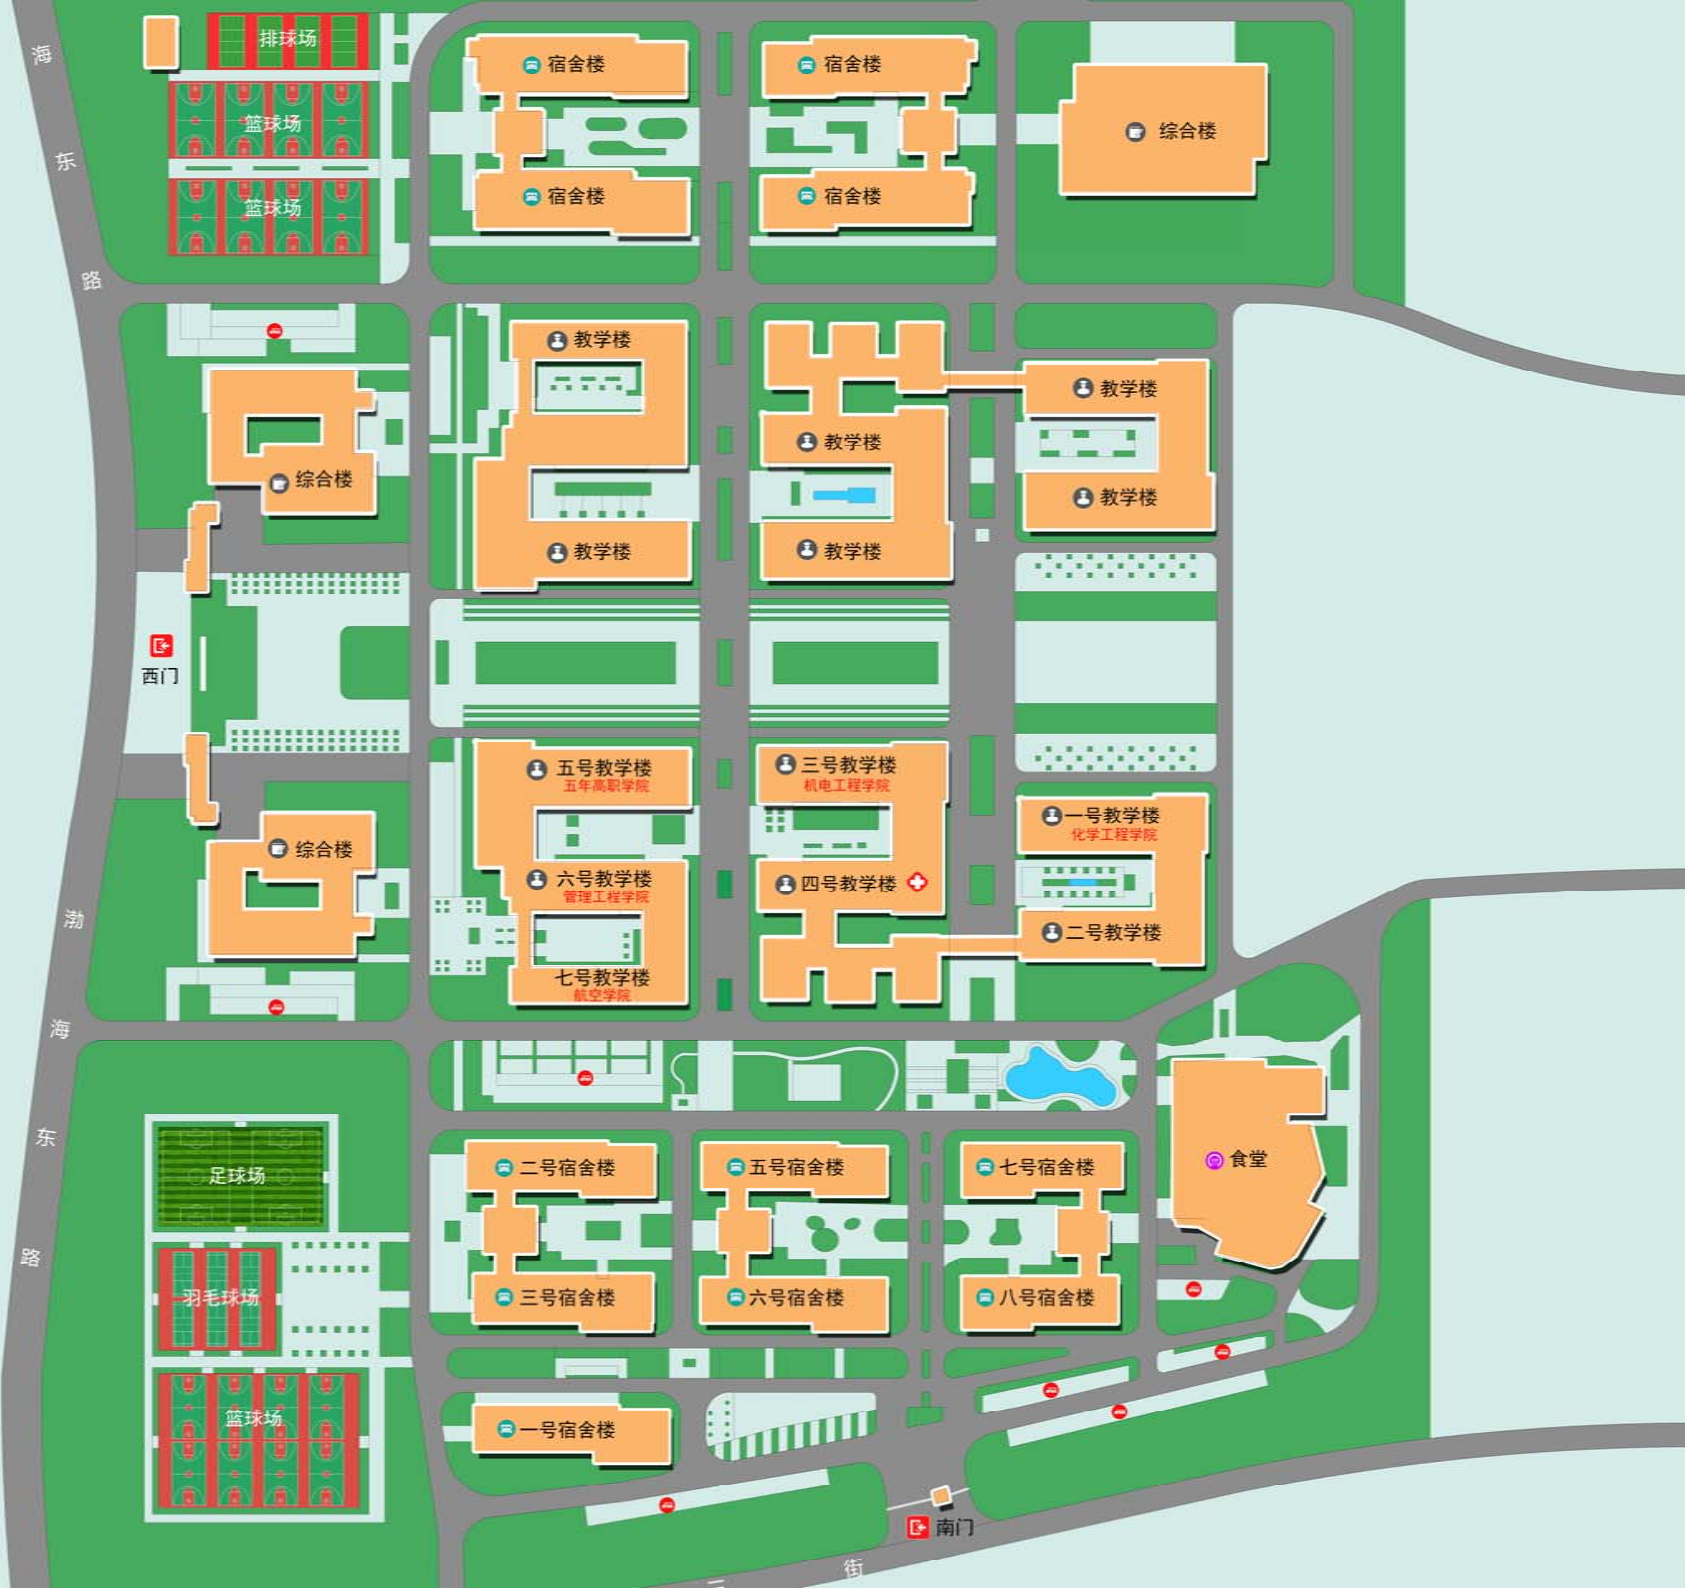 海
东
路
排球场
篮球场
篮球场
宿舍楼
宿舍楼
综合楼
宿舍楼
宿舍楼
教学楼
教学楼
教学楼
教学楼
教学楼
教学楼
综合楼
西门
五号教学楼
五年高职学院
三号教学楼
机电工程学院
一号教学楼
化学工程学院
综合楼
六号教学楼
管理工程学院
四号教学楼
二号教学楼
七号教学楼
航空学院
渤
海
东
路
足球场
羽毛球场
篮球场
二号宿舍楼
五号宿舍楼
七号宿舍楼
食堂
三号宿舍楼
六号宿舍楼
八号宿舍楼
一号宿舍楼
南门
街